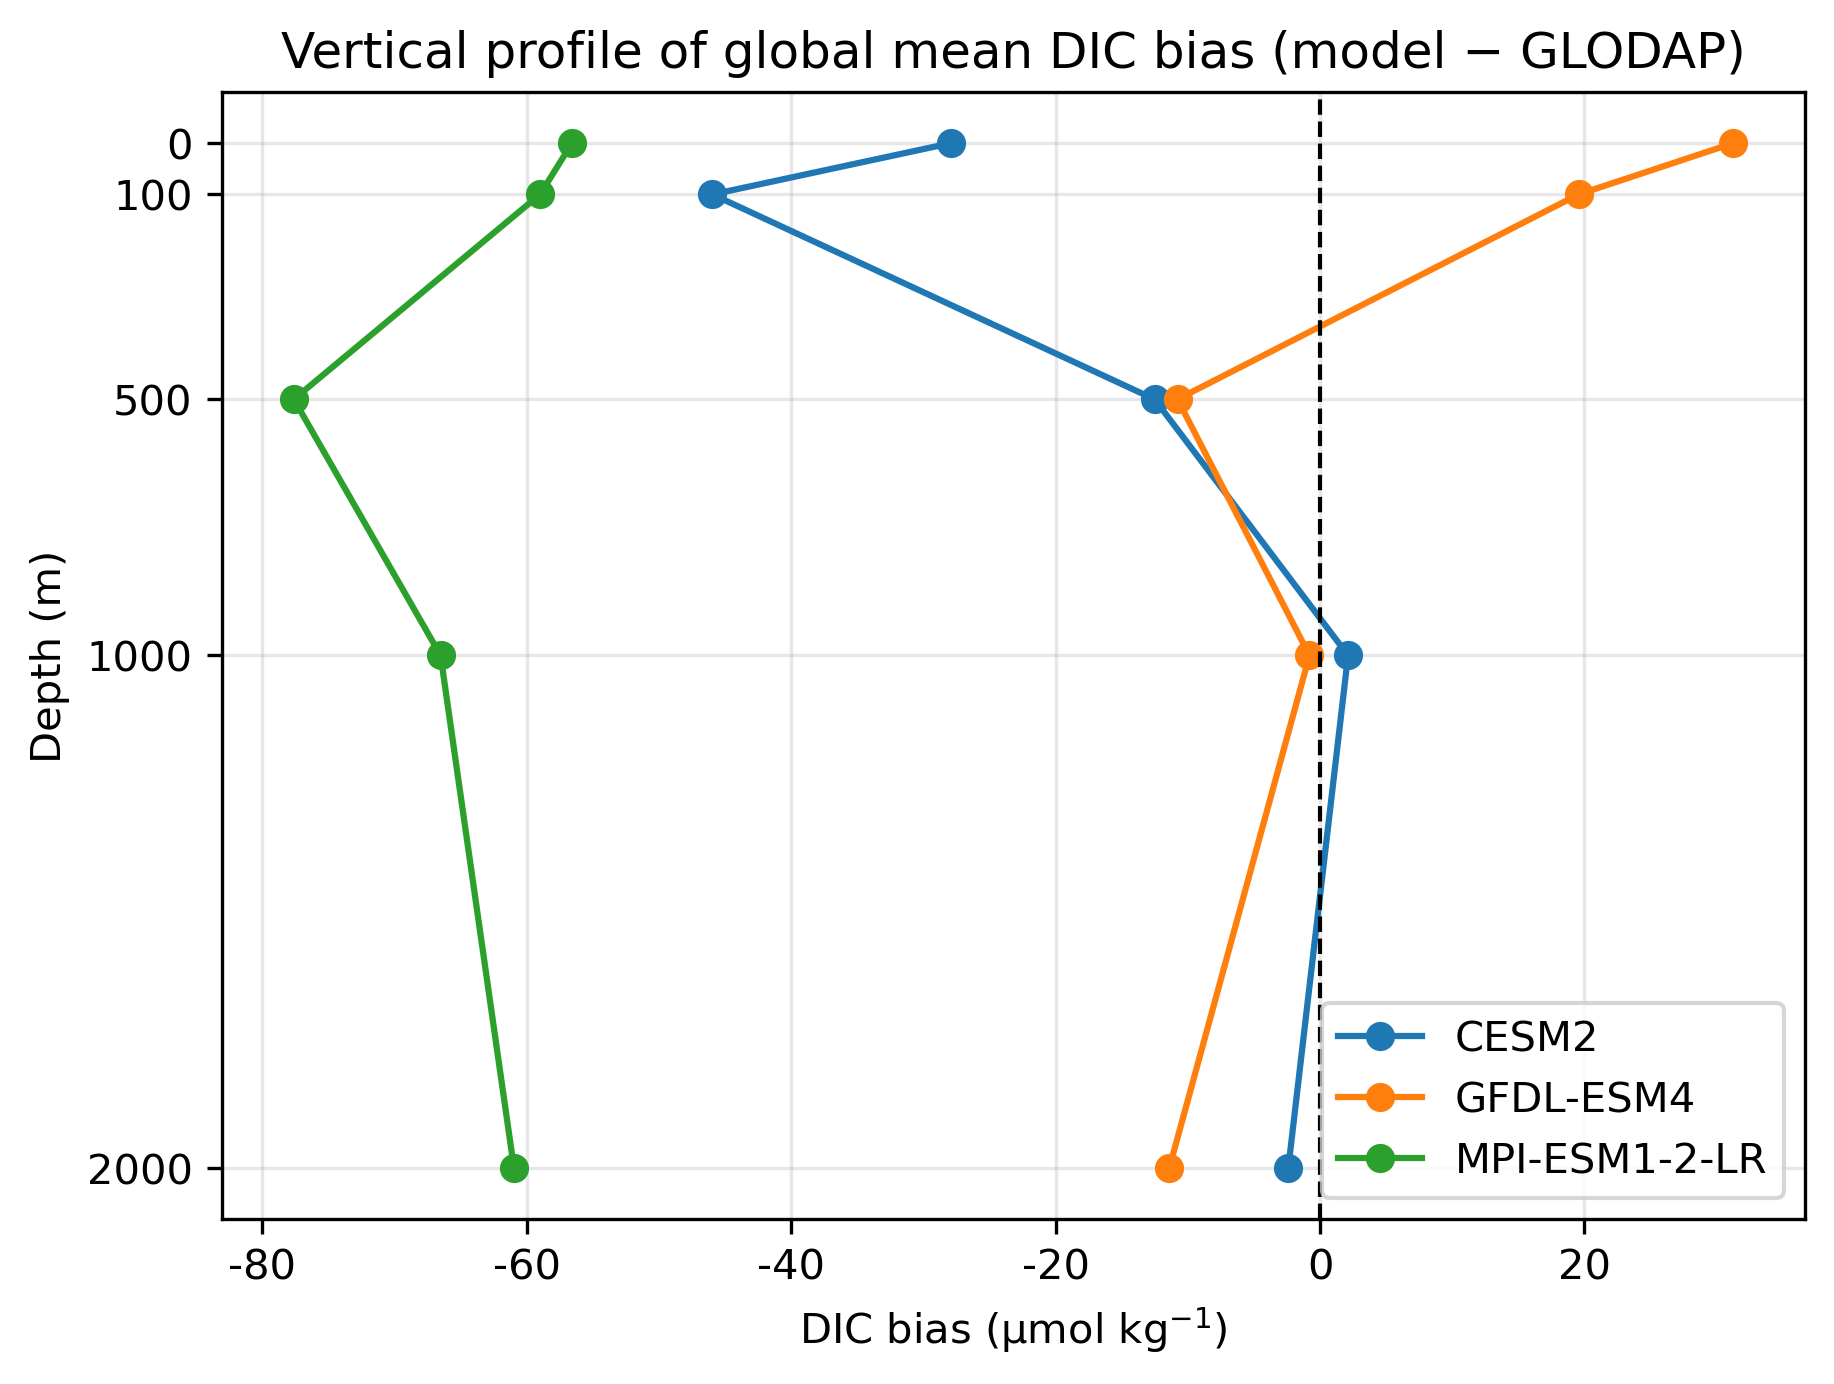 Vertical profile of global mean DIC bias (model − GLODAP)
0
100
500
1000
2000
Depth (m)
-80
-60
-40
-20
0
20
DIC bias (μmol kg⁻¹)
CESM2
GFDL-ESM4
MPI-ESM1-2-LR